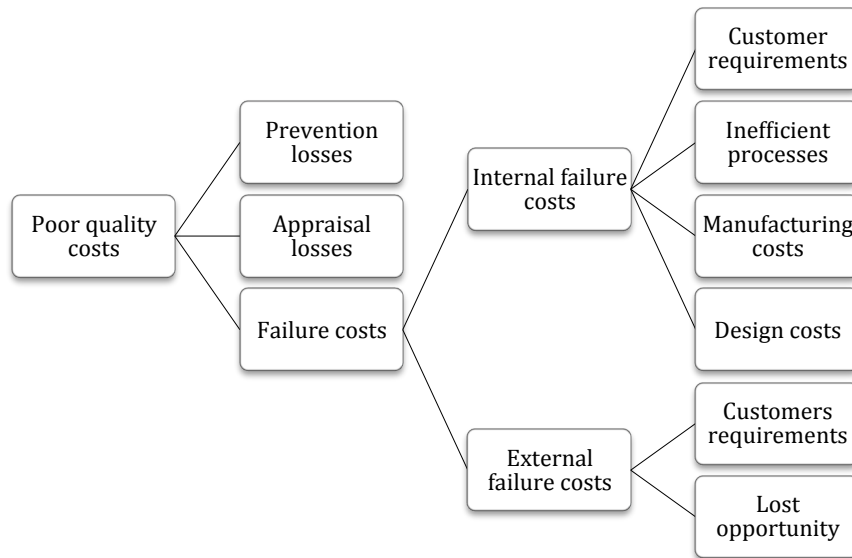 Poor quality
costs
Prevention
losses
Appraisal
losses
Failure costs
Internal failure
costs
Customer
requirements
Inefficient
processes
Manufacturing
costs
Design costs
External
failure costs
Customers
requirements
Lost
opportunity